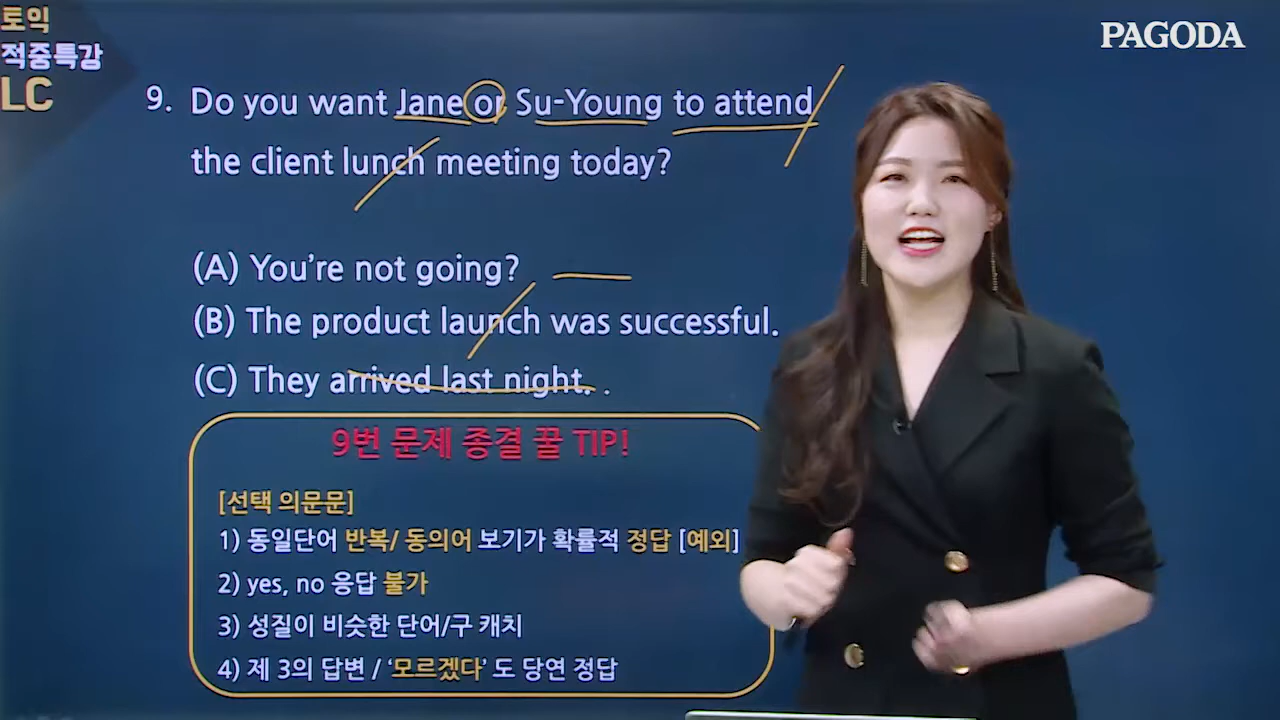 토익
적중특강
LC
PAGODA
9. Do you want Jane or Su-Young to attend
the client lunch meeting today?
(A) You're not going?
(B) The product launch was successful.
(C) They arrived last night. .
9번 문제 종결 꿀 TIP!
[선택 의문문]
1) 동일단어 반복/ 동의어 보기가 확률적 정답 [예외]
2) yes, no 응답 불가
3) 성질이 비슷한 단어/구 캐치
4) 제 3의 답변 / '모르겠다' 도 당연 정답